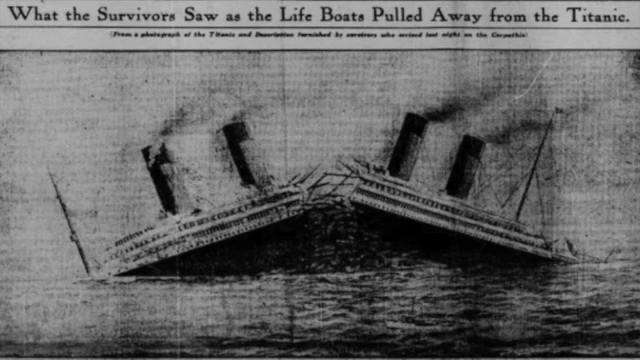 What the Survivors Saw as the Life Boats Pulled Away from the Titanic.
(From a photograph of the Titanic and Description furnished by survivors who arrived last night on the Carpathia)